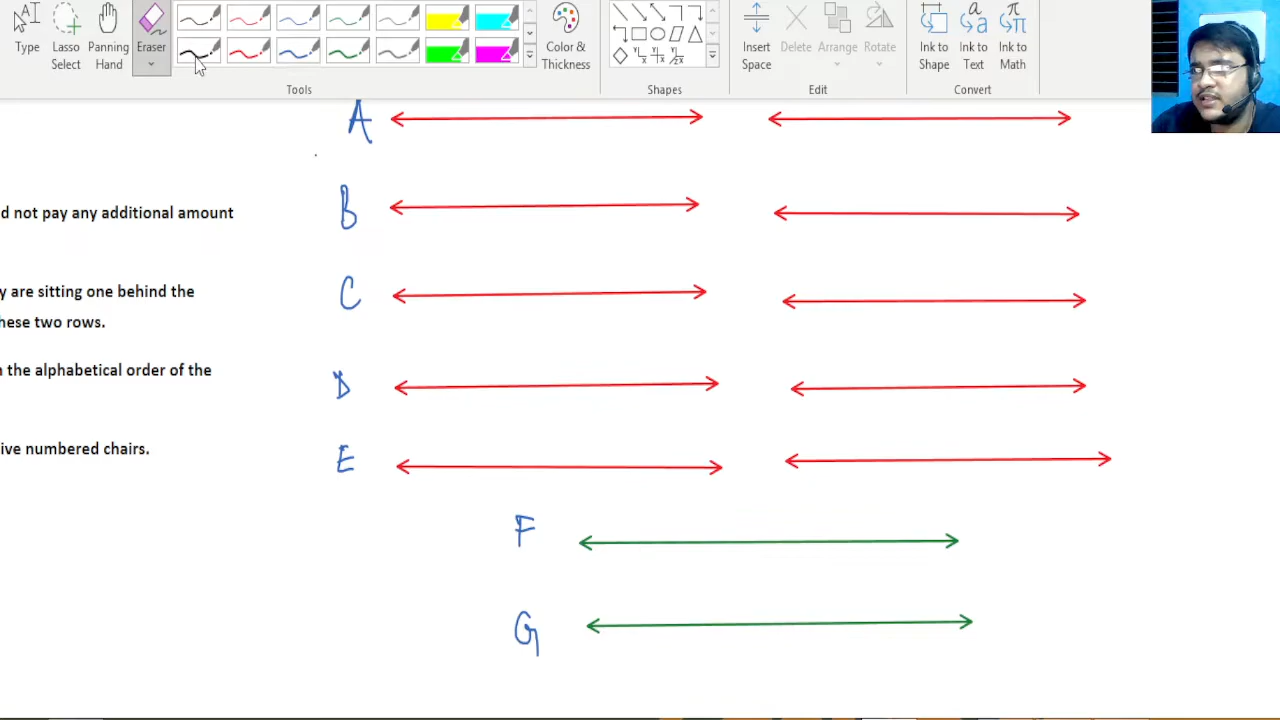 Type
Lasso Select
Panning Hand
Eraser
Color & Thickness
Insert Space
Delete
Arrange
Rotate
Ink to Shape
Ink to Text
Ink to Math
Tools
Shapes
Edit
Convert
A
B
d not pay any additional amount
C
y are sitting one behind the
hese two rows.
D
n the alphabetical order of the
E
ive numbered chairs.
F
G